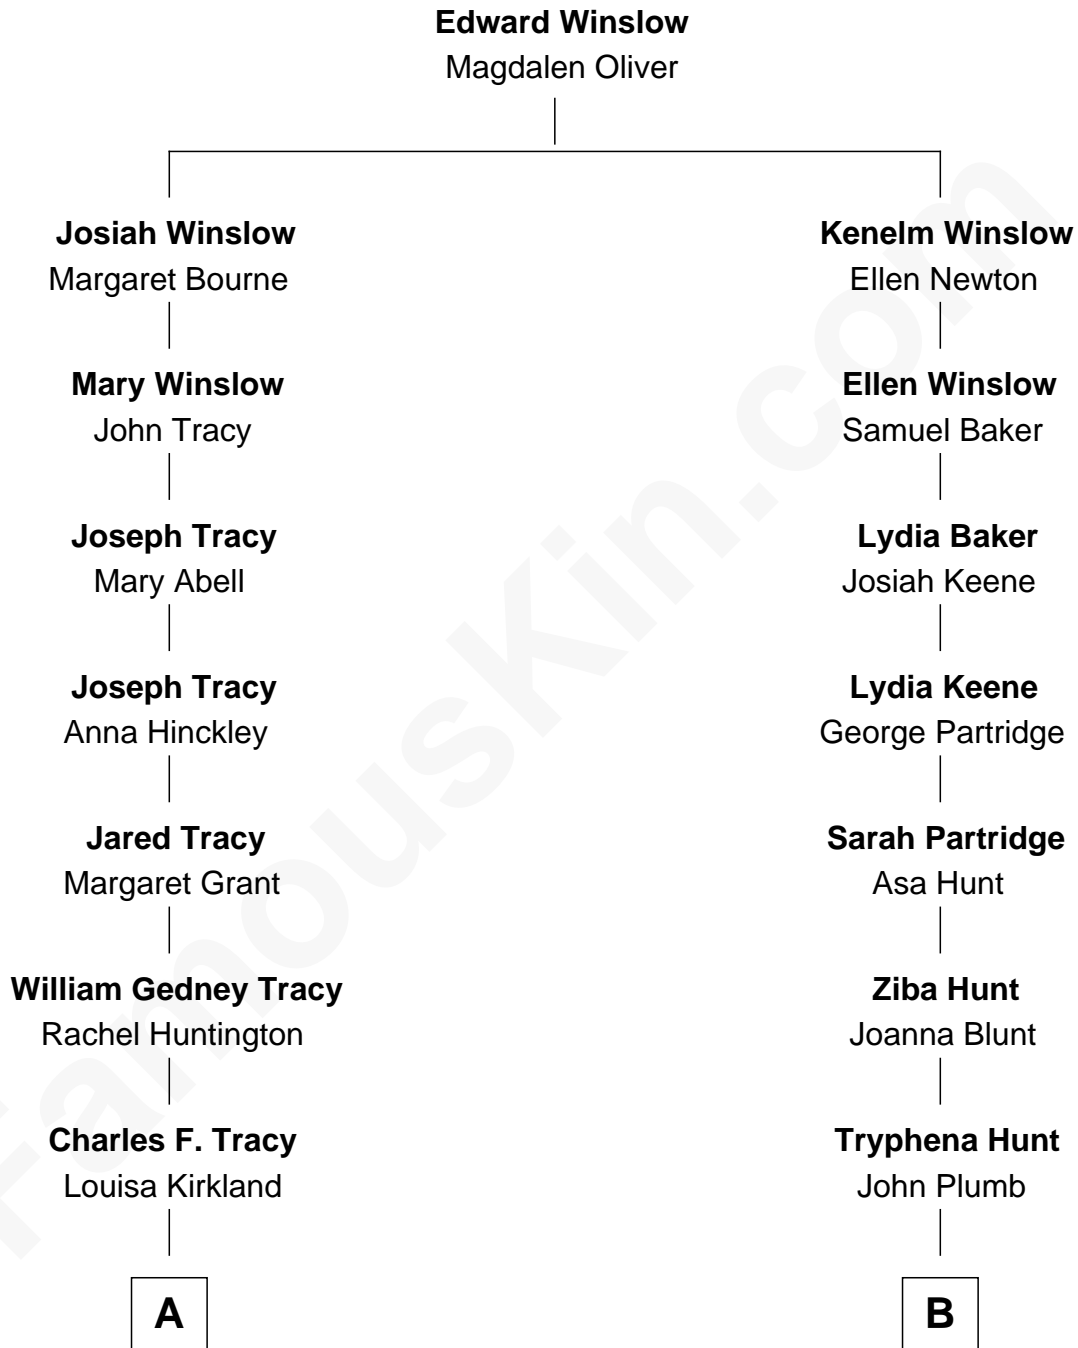 Edward Winslow
Magdalen Oliver
Josiah Winslow
Margaret Bourne
Kenelm Winslow
Ellen Newton
Mary Winslow
John Tracy
Ellen Winslow
Samuel Baker
Joseph Tracy
Mary Abell
Lydia Baker
Josiah Keene
Joseph Tracy
Anna Hinckley
Lydia Keene
George Partridge
Jared Tracy
Margaret Grant
Sarah Partridge
Asa Hunt
William Gedney Tracy
Rachel Huntington
Ziba Hunt
Joanna Blunt
Charles F. Tracy
Louisa Kirkland
Tryphena Hunt
John Plumb
A
B
FamousKin.com